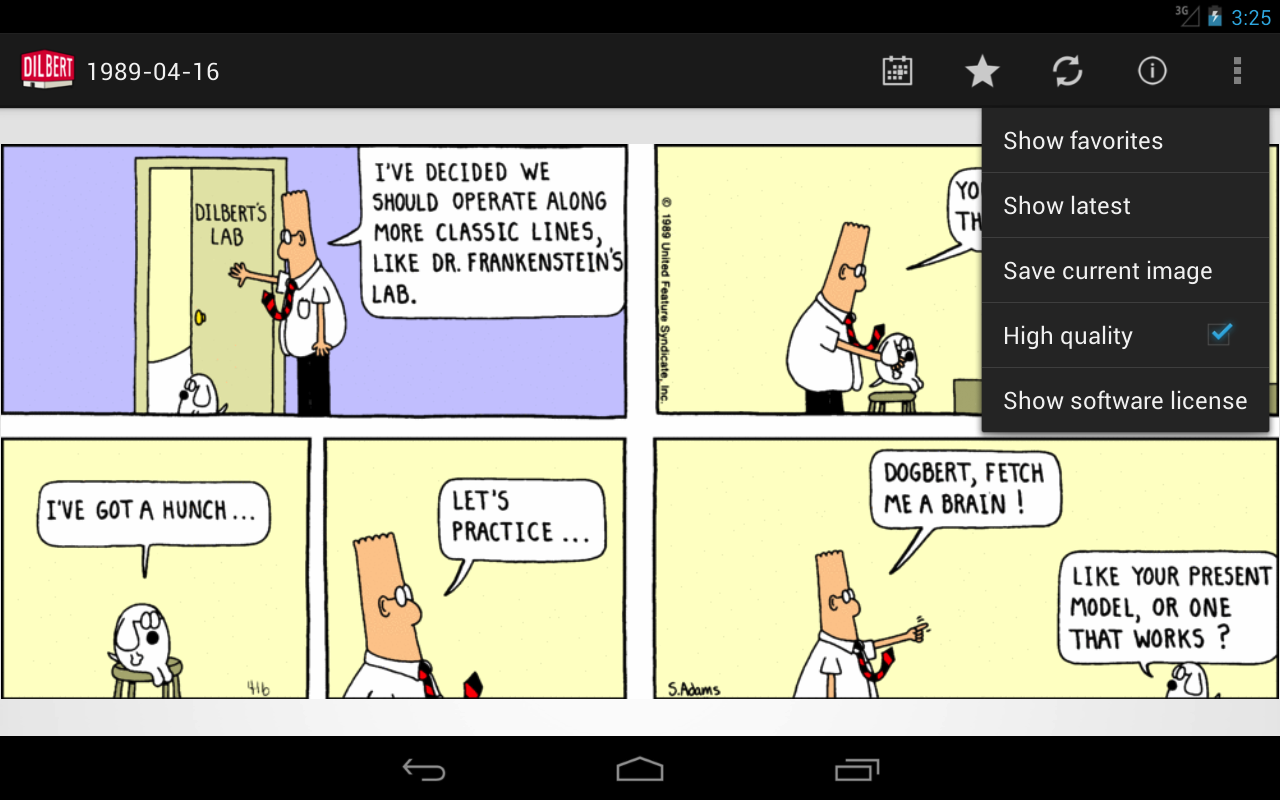 3G
3:25
DILBERT
1989-04-16
Show favorites
Show latest
Save current image
High quality
Show software license
I'VE DECIDED WE
SHOULD OPERATE ALONG
MORE CLASSIC LINES,
LIKE DR. FRANKENSTEIN'S
LAB.
DILBERT'S
LAB
© 1989 United Feature Syndicate, Inc.
I'VE GOT A HUNCH...
4/16
LET'S
PRACTICE ...
DOGBERT, FETCH
ME A BRAIN !
LIKE YOUR PRESENT
MODEL, OR ONE
THAT WORKS ?
S.Adams